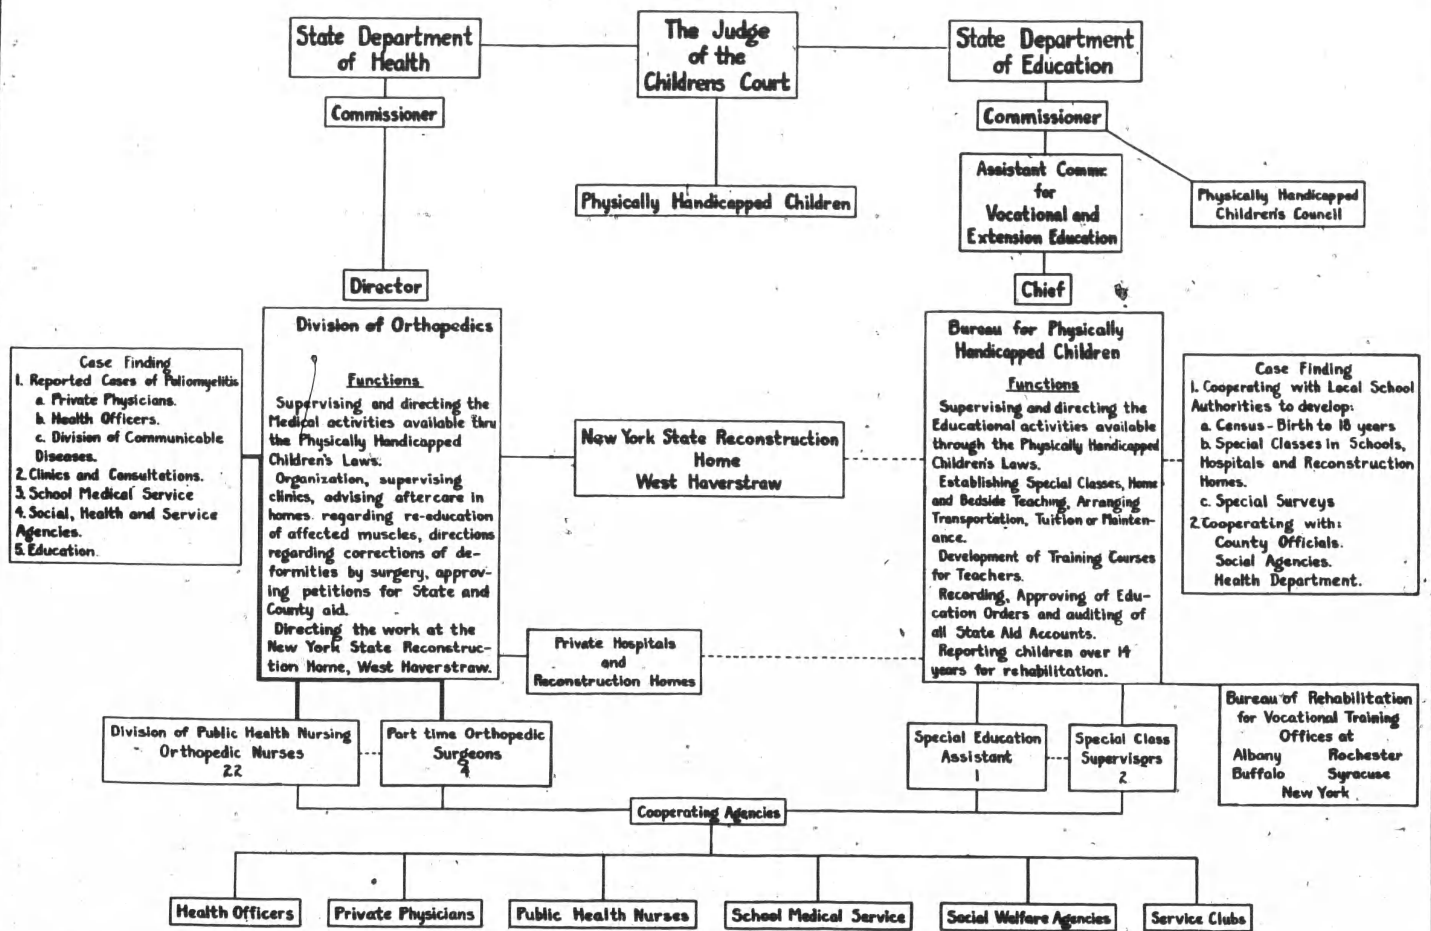 State Department
of Health
The Judge
of the
Childrens Court
State Department
of Education
Commissioner
Commissioner
Physically Handicapped Children
Assistant Commr.
for
Vocational and
Extension Education
Physically Handicapped
Children's Council
Director
Chief
Case Finding
1. Reported Cases of Poliomyelitis
a. Private Physicians.
b. Health Officers.
c. Division of Communicable
Diseases.
2. Clinics and Consultations.
3. School Medical Service
4. Social, Health and Service
Agencies.
5. Education.
Division of Orthopedics
Functions
Supervising and directing the
Medical activities available thru
the Physically Handicapped
Children's Laws.
Organization, supervising
clinics, advising aftercare in
homes regarding re-education
of affected muscles, directions
regarding corrections of de-
formities by surgery, approv-
ing petitions for State and
County aid.
Directing the work at the
New York State Reconstruc-
tion Home, West Haverstraw.
New York State Reconstruction
Home
West Haverstraw
Private Hospitals
and
Reconstruction Homes
Bureau for Physically
Handicapped Children
Functions
Supervising and directing the
Educational activities available
through the Physically Handicapped
Children's Laws.
Establishing Special Classes, Home
and Bedside Teaching, Arranging
Transportation, Tuition or Mainten-
ance.
Development of Training Courses
for Teachers.
Recording, Approving of Edu-
cation Orders and auditing of
all State Aid Accounts.
Reporting children over 14
years for rehabilitation.
Case Finding
1. Cooperating with Local School
Authorities to develop:
a. Census - Birth to 18 years
b. Special Classes in Schools,
Hospitals and Reconstruction
Homes.
c. Special Surveys
2. Cooperating with:
County Officials.
Social Agencies.
Health Department.
Division of Public Health Nursing
Orthopedic Nurses
22
Part time Orthopedic
Surgeons
4
Special Education
Assistant
1
Special Class
Supervisors
2
Bureau of Rehabilitation
for Vocational Training
Offices at
Albany Rochester
Buffalo Syracuse
New York
Cooperating Agencies
Health Officers
Private Physicians
Public Health Nurses
School Medical Service
Social Welfare Agencies
Service Clubs